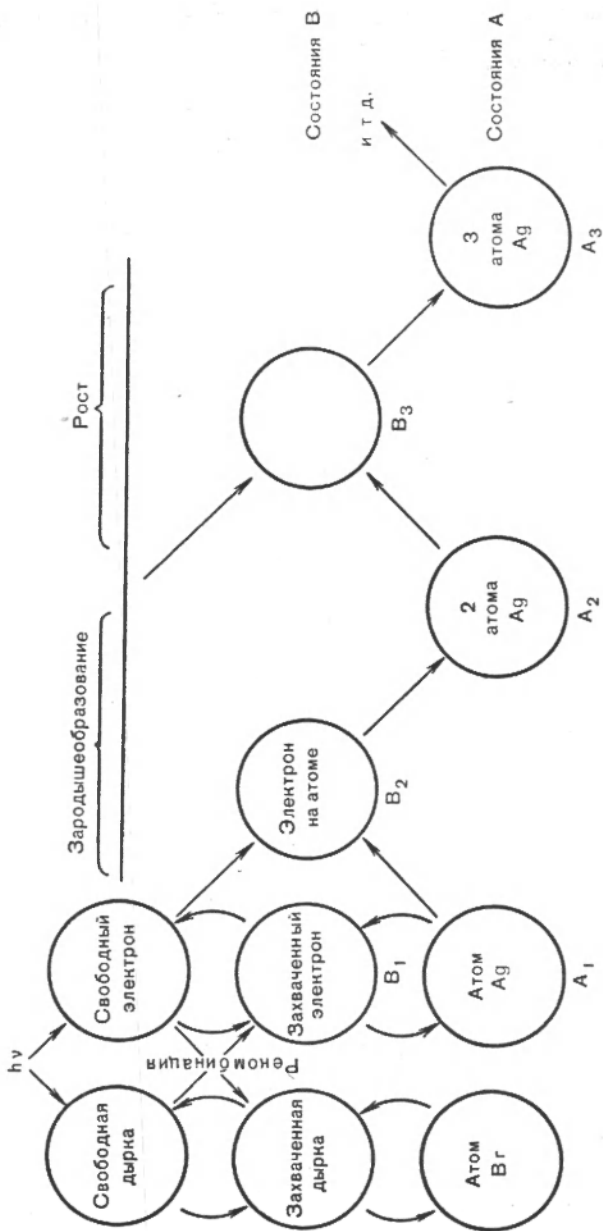 hν
Зародышеобразование
Рост
Свободная
дырка
Свободный
электрон
Рекомбинация
Захваченная
дырка
Захваченный
электрон
B₁
Электрон
на атоме
B₂
B₃
Состояния B
и т д.
Атом
Br
Атом
Ag
A₁
2
атома
Ag
A₂
3
атома
Ag
A₃
Состояния A